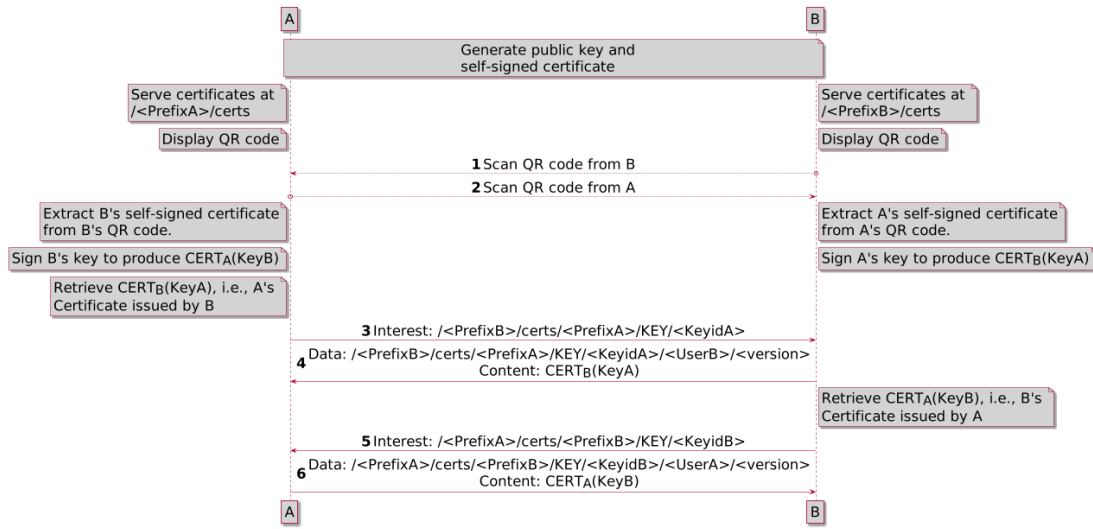 A
B
Generate public key and
self-signed certificate
Serve certificates at
/<PrefixA>/certs
Serve certificates at
/<PrefixB>/certs
Display QR code
Display QR code
1 Scan QR code from B
2 Scan QR code from A
Extract B's self-signed certificate
from B's QR code.
Extract A's self-signed certificate
from A's QR code.
Sign B's key to produce CERTA(KeyB)
Sign A's key to produce CERTB(KeyA)
Retrieve CERTB(KeyA), i.e., A's
Certificate issued by B
3 Interest: /<PrefixB>/certs/<PrefixA>/KEY/<KeyidA>
4 Data: /<PrefixB>/certs/<PrefixA>/KEY/<KeyidA>/<UserB>/<version>
Content: CERTB(KeyA)
Retrieve CERTA(KeyB), i.e., B's
Certificate issued by A
5 Interest: /<PrefixA>/certs/<PrefixB>/KEY/<KeyidB>
6 Data: /<PrefixA>/certs/<PrefixB>/KEY/<KeyidB>/<UserA>/<version>
Content: CERTA(KeyB)
A
B